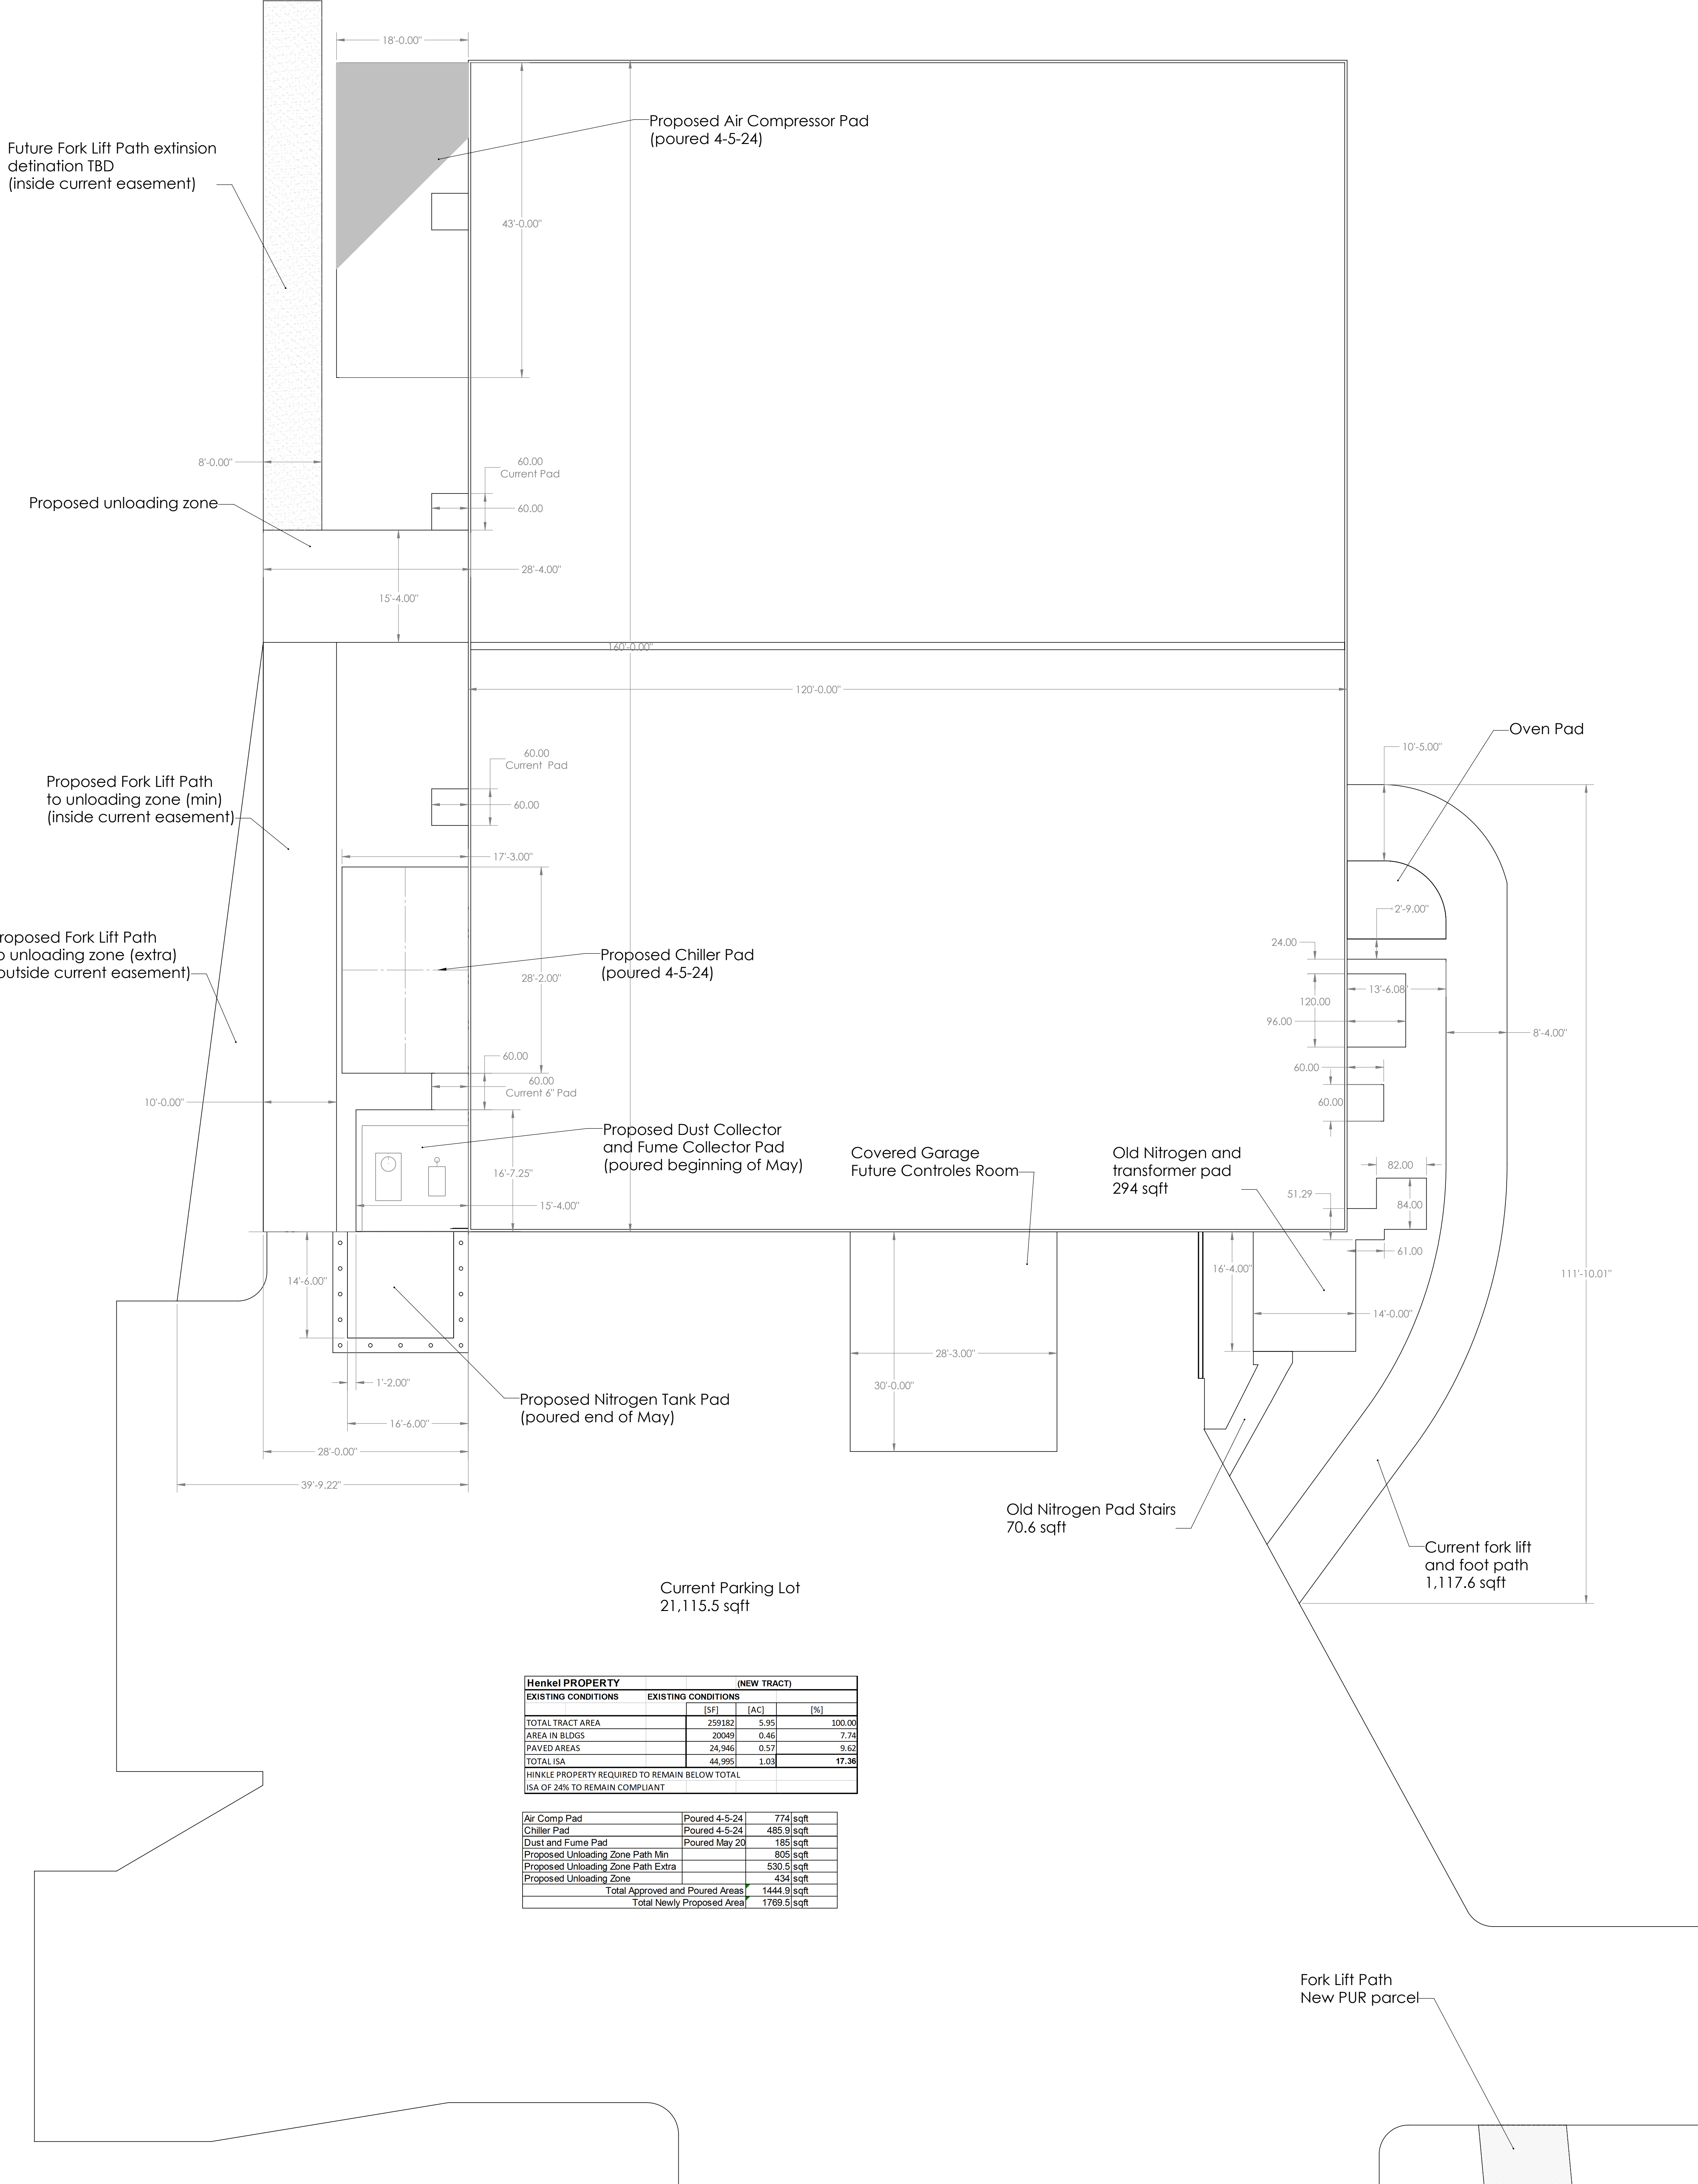 18'-0.00"
Proposed Air Compressor Pad
(poured 4-5-24)
Future Fork Lift Path extinsion
detination TBD
(inside current easement)
43'-0.00"
8'-0.00"
60.00
Current Pad
60.00
Proposed unloading zone
28'-4.00"
15'-4.00"
160'-0.00"
120'-0.00"
Oven Pad
10'-5.00"
60.00
Current Pad
60.00
Proposed Fork Lift Path
to unloading zone (min)
(inside current easement)
17'-3.00"
2'-9.00"
roposed Fork Lift Path
o unloading zone (extra)
outside current easement)
24.00
Proposed Chiller Pad
(poured 4-5-24)
28'-2.00"
13'-6.08"
120.00
96.00
8'-4.00"
60.00
60.00
Current 6" Pad
60.00
60.00
10'-0.00"
Proposed Dust Collector
and Fume Collector Pad
(poured beginning of May)
16'-7.25"
15'-4.00"
Covered Garage
Future Controles Room
Old Nitrogen and
transformer pad
294 sqft
82.00
51.29
84.00
61.00
14'-6.00"
16'-4.00"
111'-10.01"
14'-0.00"
28'-3.00"
30'-0.00"
1'-2.00"
Proposed Nitrogen Tank Pad
(poured end of May)
16'-6.00"
28'-0.00"
39'-9.22"
Old Nitrogen Pad Stairs
70.6 sqft
Current fork lift
and foot path
1,117.6 sqft
Current Parking Lot
21,115.5 sqft
Henkel PROPERTY (NEW TRACT)
EXISTING CONDITIONS EXISTING CONDITIONS
[SF] [AC] [%]
TOTAL TRACT AREA 259182 5.95 100.00
AREA IN BLDGS 20049 0.46 7.74
PAVED AREAS 24,946 0.57 9.62
TOTAL ISA 44,995 1.03 17.36
HINKLE PROPERTY REQUIRED TO REMAIN BELOW TOTAL
ISA OF 24% TO REMAIN COMPLIANT
Air Comp Pad Poured 4-5-24 774 sqft
Chiller Pad Poured 4-5-24 485.9 sqft
Dust and Fume Pad Poured May 20 185 sqft
Proposed Unloading Zone Path Min 805 sqft
Proposed Unloading Zone Path Extra 530.5 sqft
Proposed Unloading Zone 434 sqft
Total Approved and Poured Areas 1444.9 sqft
Total Newly Proposed Area 1769.5 sqft
Fork Lift Path
New PUR parcel